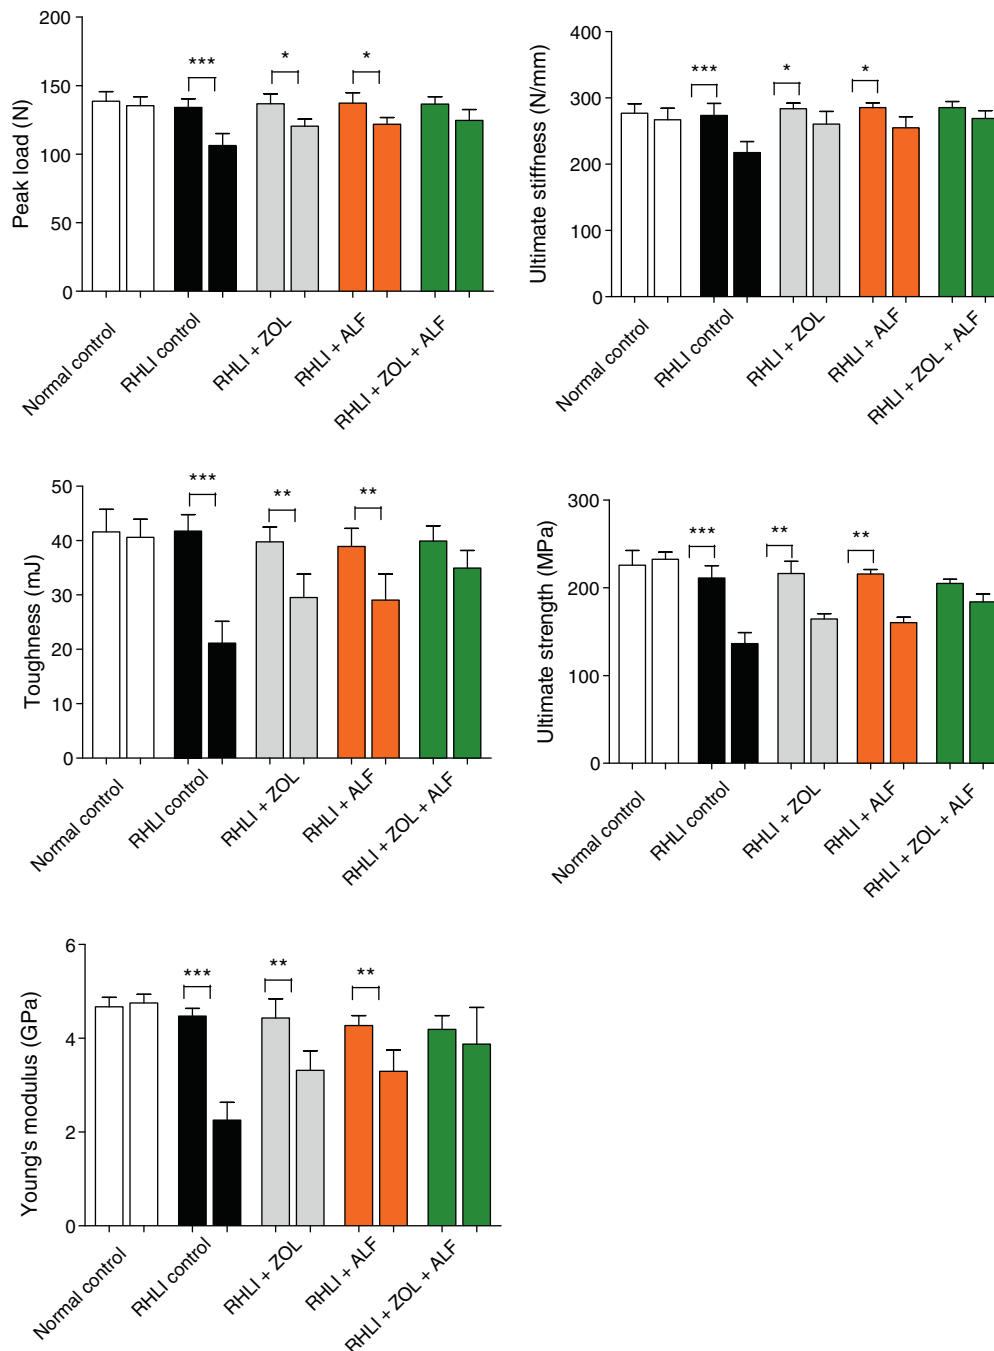 Peak load (N)
200
150
100
50
0
***
*
*
Normal control
RHLI control
RHLI + ZOL
RHLI + ALF
RHLI + ZOL + ALF
Ultimate stiffness (N/mm)
400
300
200
100
0
***
*
*
Normal control
RHLI control
RHLI + ZOL
RHLI + ALF
RHLI + ZOL + ALF
Toughness (mJ)
50
40
30
20
10
0
***
**
**
Normal control
RHLI control
RHLI + ZOL
RHLI + ALF
RHLI + ZOL + ALF
Ultimate strength (MPa)
300
200
100
0
***
**
**
Normal control
RHLI control
RHLI + ZOL
RHLI + ALF
RHLI + ZOL + ALF
Young's modulus (GPa)
6
4
2
0
***
**
**
Normal control
RHLI control
RHLI + ZOL
RHLI + ALF
RHLI + ZOL + ALF